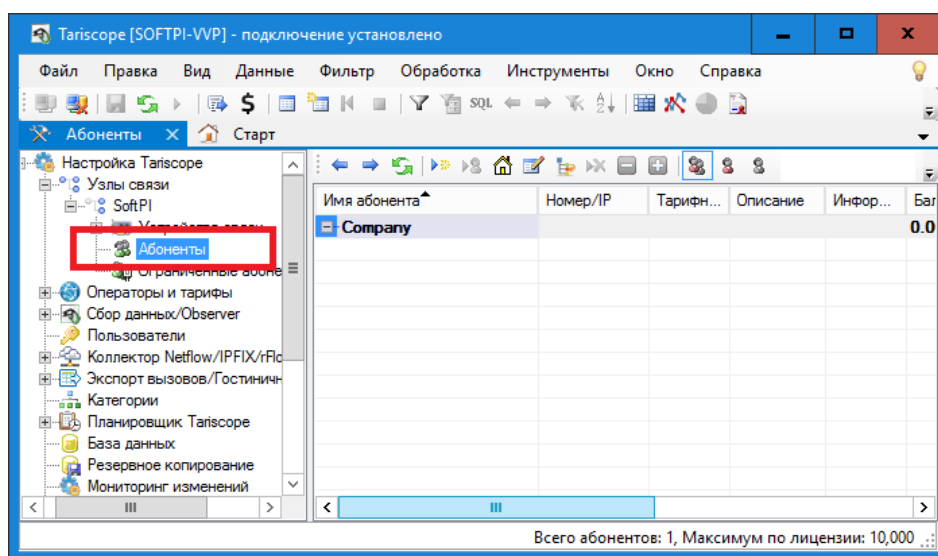 Tariscope [SOFTPI-VVP] - подключение установлено
Файл Правка Вид Данные Фильтр Обработка Инструменты Окно Справка
SQL
Абоненты Старт
Настройка Tariscope
Узлы связи
SoftPI
Абоненты
Операторы и тарифы
Сбор данных/Observer
Пользователи
Коллектор Netflow/IPFIX/rFlo
Экспорт вызовов/Гостиничн
Категории
Планировщик Tariscope
База данных
Резервное копирование
Мониторинг изменений
Имя абонента Номер/IP Тарифн... Описание Инфор... Бал
Company 0.0
Всего абонентов: 1, Максимум по лицензии: 10,000